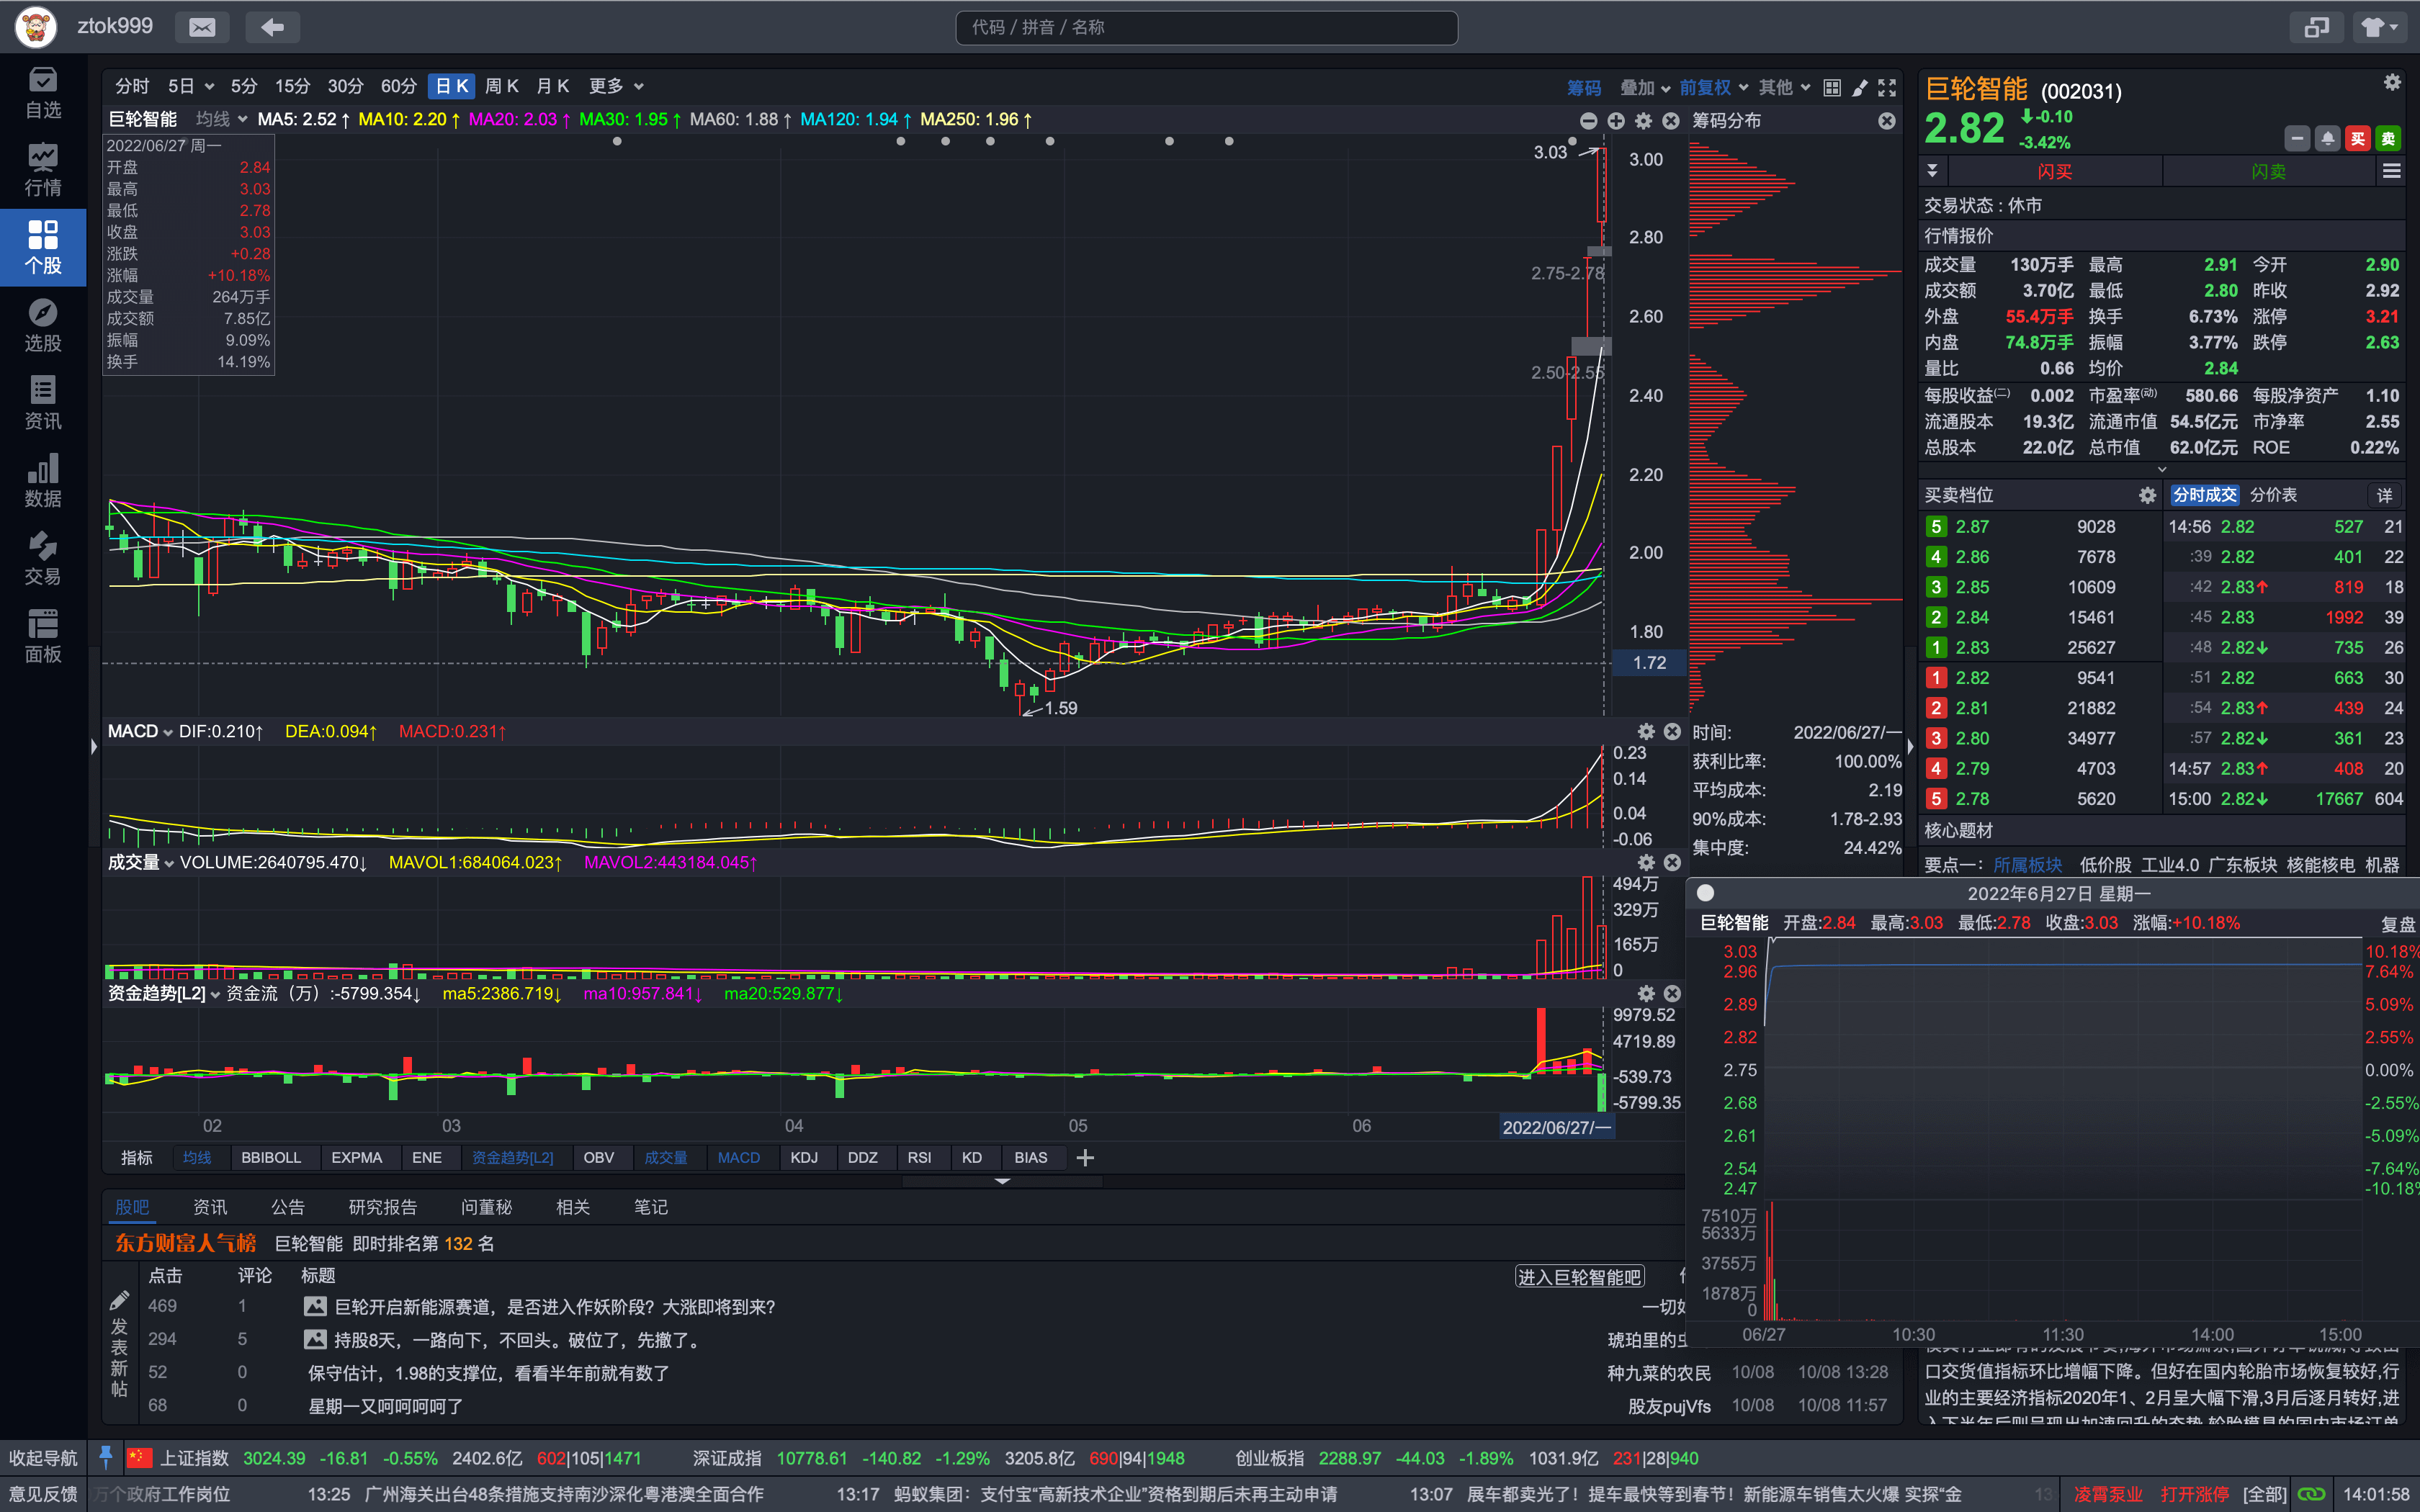 ztok999
代码 / 拼音 / 名称
自选
行情
个股
选股
资讯
数据
交易
面板
分时 5日 5分 15分 30分 60分 日K 周K 月K 更多
筹码 叠加 前复权 其他
巨轮智能 均线 MA5: 2.52↑ MA10: 2.20↑ MA20: 2.03↑ MA30: 1.95↑ MA60: 1.88↑ MA120: 1.94↑ MA250: 1.96↑
筹码分布
2022/06/27 周一
开盘 2.84
最高 3.03
最低 2.78
收盘 3.03
涨跌 +0.28
涨幅 +10.18%
成交量 264万手
成交额 7.85亿
振幅 9.09%
换手 14.19%
3.03
2.75-2.78
2.50-2.55
1.59
3.00
2.80
2.60
2.40
2.20
2.00
1.80
1.72
MACD DIF:0.210↑ DEA:0.094↑ MACD:0.231↑
0.23
0.14
0.04
-0.06
成交量 VOLUME:2640795.470↓ MAVOL1:684064.023↑ MAVOL2:443184.045↑
494万
329万
165万
0
资金趋势[L2] 资金流（万）:-5799.354↓ ma5:2386.719↓ ma10:957.841↓ ma20:529.877↓
9979.52
4719.89
-539.73
-5799.35
02 03 04 05 06 2022/06/27/一
时间: 2022/06/27/一
获利比率: 100.00%
平均成本: 2.19
90%成本: 1.78-2.93
集中度: 24.42%
指标 均线 BBIBOLL EXPMA ENE 资金趋势[L2] OBV 成交量 MACD KDJ DDZ RSI KD BIAS
股吧 资讯 公告 研究报告 问董秘 相关 笔记
东方财富人气榜 巨轮智能 即时排名第 132 名
点击 评论 标题
进入巨轮智能吧
发表新帖
469 1 巨轮开启新能源赛道，是否进入作妖阶段？大涨即将到来？
294 5 持股8天，一路向下，不回头。破位了，先撤了。
琥珀里的
52 0 保守估计，1.98的支撑位，看看半年前就有数了 种九菜的农民 10/08 10/08 13:28
68 0 星期一又呵呵呵呵了 股友pujVfs 10/08 10/08 11:57
巨轮智能 (002031)
2.82 -0.10
-3.42%
买 卖
闪买 闪卖
交易状态 : 休市
行情报价
成交量 130万手 最高 2.91 今开 2.90
成交额 3.70亿 最低 2.80 昨收 2.92
外盘 55.4万手 换手 6.73% 涨停 3.21
内盘 74.8万手 振幅 3.77% 跌停 2.63
量比 0.66 均价 2.84
每股收益(二) 0.002 市盈率(动) 580.66 每股净资产 1.10
流通股本 19.3亿 流通市值 54.5亿元 市净率 2.55
总股本 22.0亿 总市值 62.0亿元 ROE 0.22%
买卖档位
分时成交 分价表 详
5 2.87 9028
4 2.86 7678
3 2.85 10609
2 2.84 15461
1 2.83 25627
1 2.82 9541
2 2.81 21882
3 2.80 34977
4 2.79 4703
5 2.78 5620
14:56 2.82 527 21
:39 2.82 401 22
:42 2.83↑ 819 18
:45 2.83 1992 39
:48 2.82↓ 735 26
:51 2.82 663 30
:54 2.83↑ 439 24
:57 2.82↓ 361 23
14:57 2.83↑ 408 20
15:00 2.82↓ 17667 604
核心题材
要点一： 所属板块 低价股 工业4.0 广东板块 核能核电 机器
2022年6月27日 星期一
巨轮智能 开盘:2.84 最高:3.03 最低:2.78 收盘:3.03 涨幅:+10.18% 复盘
3.03 10.18%
2.96 7.64%
2.89 5.09%
2.82 2.55%
2.75 0.00%
2.68 -2.55%
2.61 -5.09%
2.54 -7.64%
2.47 -10.18%
7510万
5633万
3755万
1878万
0
06/27 10:30 11:30 14:00 15:00
口交货值指标环比增幅下降。但好在国内轮胎市场恢复较好,行
业的主要经济指标2020年1、2月呈大幅下滑,3月后逐月转好,进
收起导航 上证指数 3024.39 -16.81 -0.55% 2402.6亿 602|105|1471 深证成指 10778.61 -140.82 -1.29% 3205.8亿 690|94|1948 创业板指 2288.97 -44.03 -1.89% 1031.9亿 231|28|940
意见反馈 万个政府工作岗位 13:25 广州海关出台48条措施支持南沙深化粤港澳全面合作 13:17 蚂蚁集团：支付宝“高新技术企业”资格到期后未再主动申请 13:07 展车都卖光了！提车最快等到春节！新能源车销售太火爆 实探“金 13: 凌霄泵业 打开涨停 [全部] 14:01:58